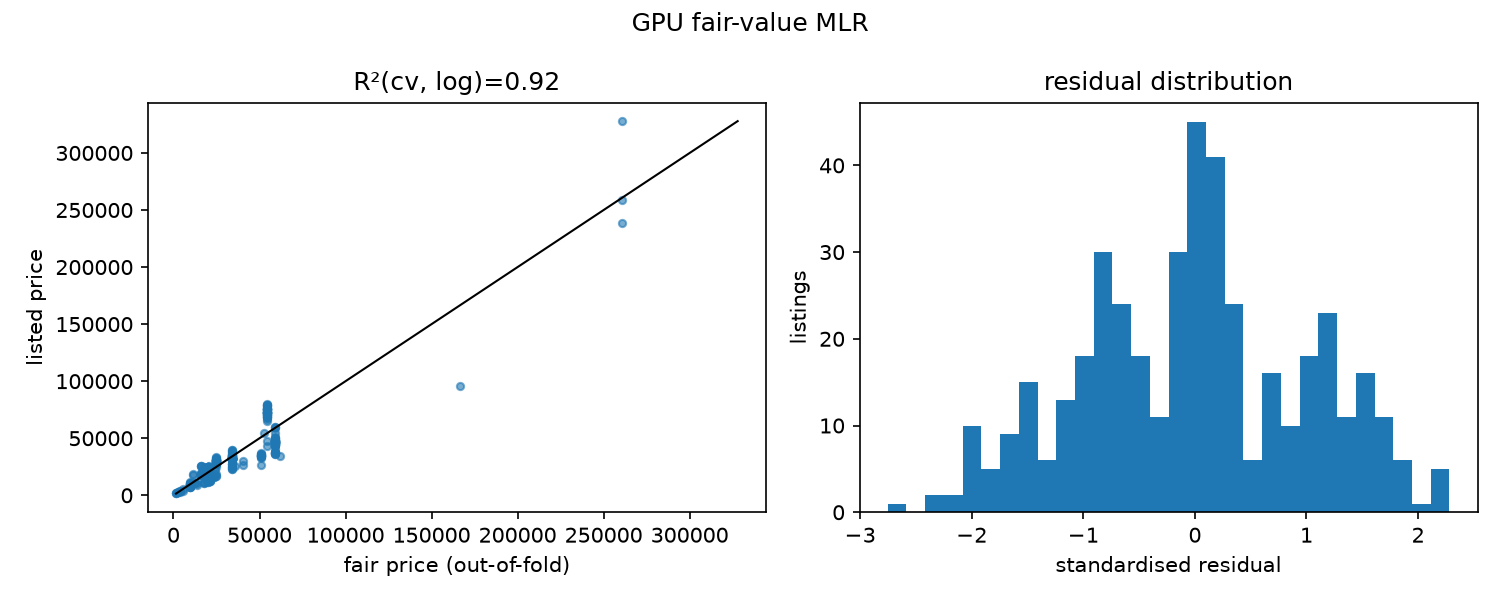 GPU fair-value MLR
R²(cv, log)=0.92
listed price
300000
250000
200000
150000
100000
50000
0
0 50000 100000 150000 200000 250000 300000
fair price (out-of-fold)
residual distribution
listings
40
30
20
10
0
−3 −2 −1 0 1 2
standardised residual